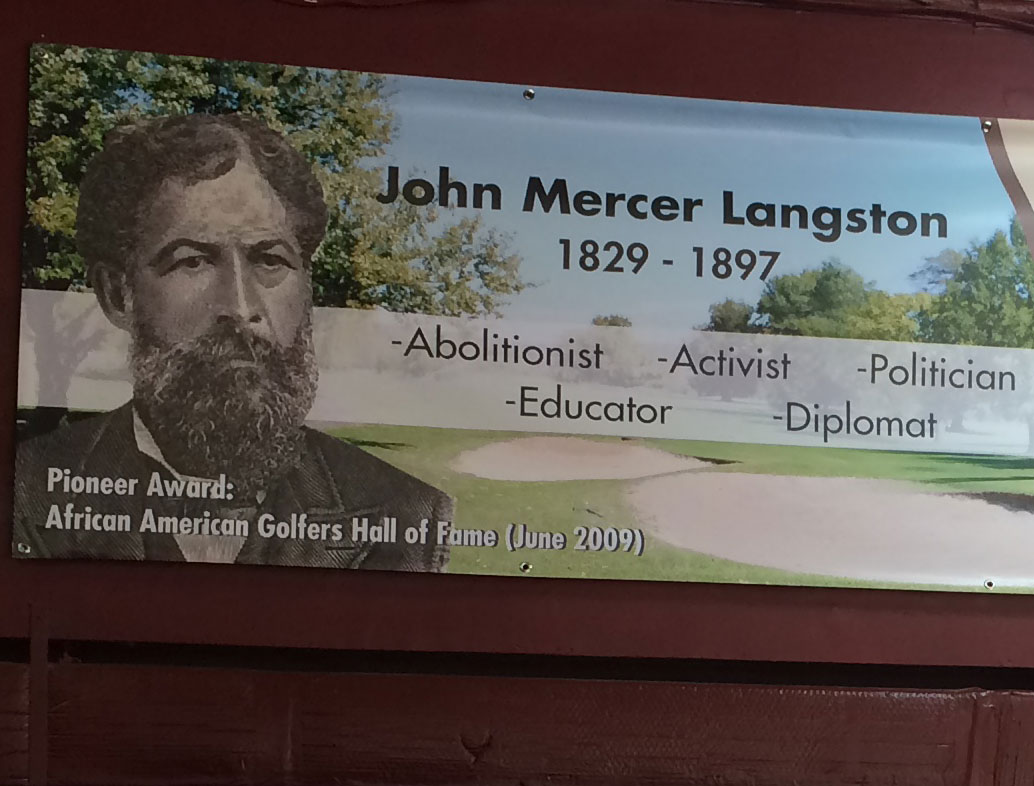 John Mercer Langston
1829 - 1897
-Abolitionist -Activist -Politician
-Educator -Diplomat
Pioneer Award:
African American Golfers Hall of Fame (June 2009)